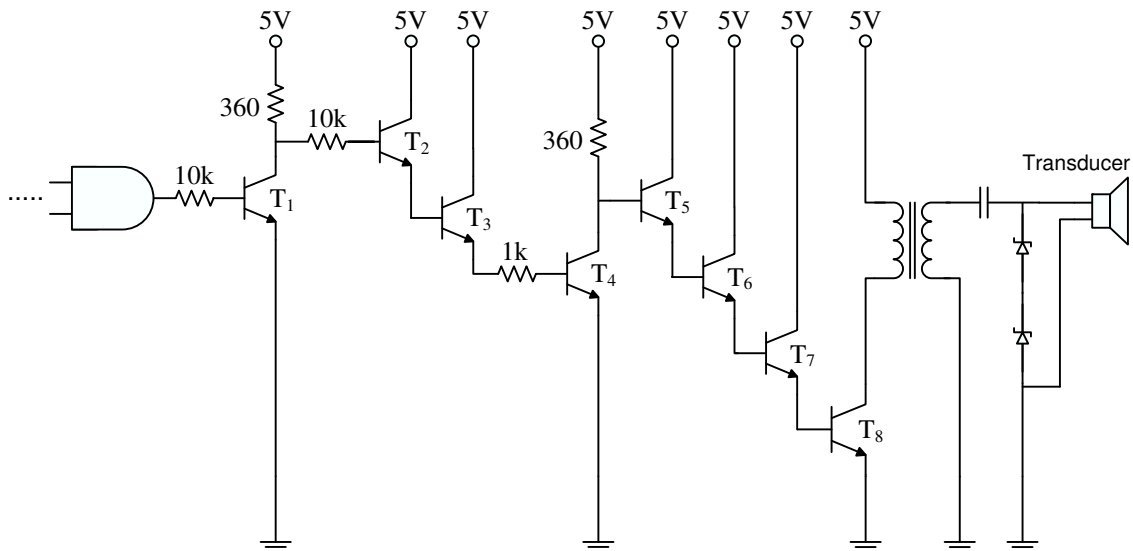 5V 5V 5V 5V 5V 5V 5V 5V
360
10k
T2
360
Transducer
.....
10k
T1
T5
T3
1k
T4
T6
T7
T8